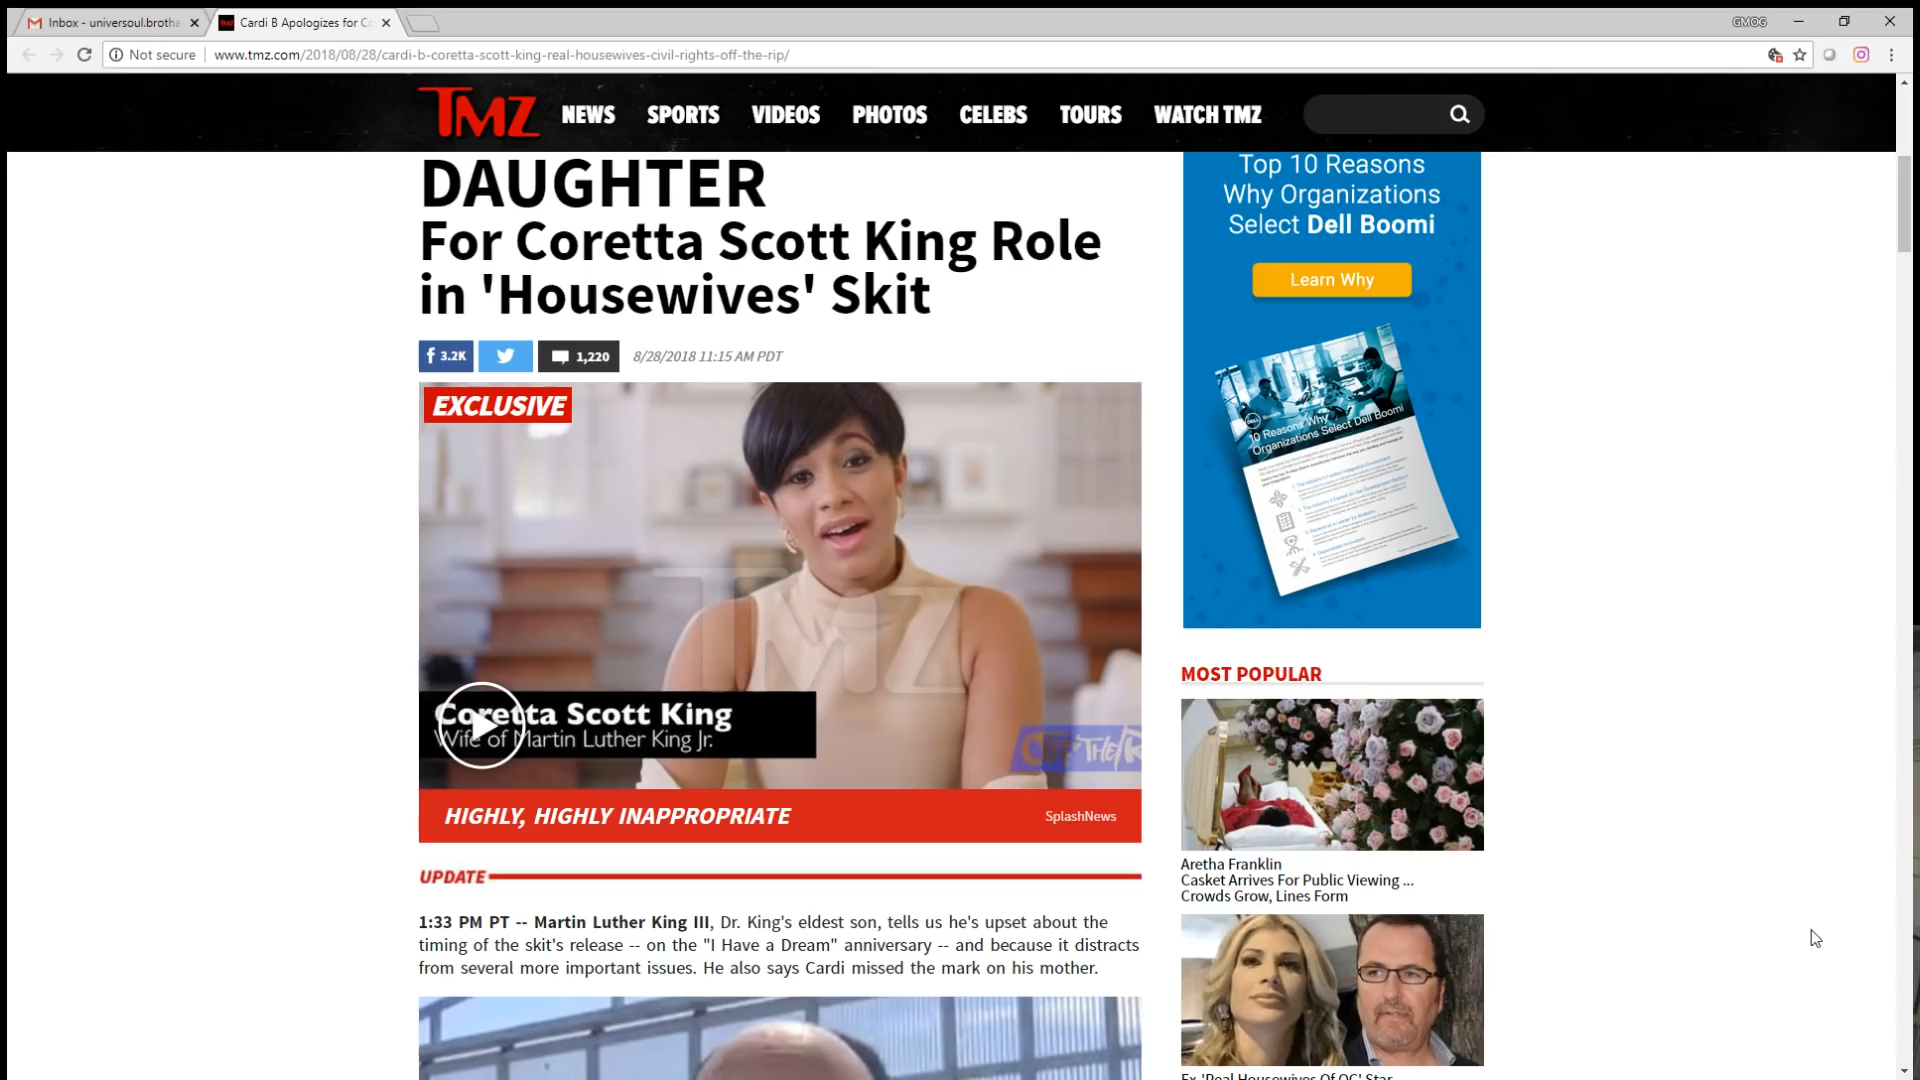 Inbox - universoul.brotha
Cardi B Apologizes for Co
GMOG
Not secure
www.tmz.com/2018/08/28/cardi-b-coretta-scott-king-real-housewives-civil-rights-off-the-rip/
TMZ
NEWS SPORTS VIDEOS PHOTOS CELEBS TOURS WATCH TMZ
DAUGHTER
For Coretta Scott King Role
in 'Housewives' Skit
3.2K
1,220
8/28/2018 11:15 AM PDT
EXCLUSIVE
TMZ
Coretta Scott King
Wife of Martin Luther King Jr.
OFF THE R
HIGHLY, HIGHLY INAPPROPRIATE
SplashNews
UPDATE
1:33 PM PT -- Martin Luther King III, Dr. King's eldest son, tells us he's upset about the
timing of the skit's release -- on the "I Have a Dream" anniversary -- and because it distracts
from several more important issues. He also says Cardi missed the mark on his mother.
Top 10 Reasons
Why Organizations
Select Dell Boomi
Learn Why
10 Reasons Why
Organizations Select Dell Boomi
MOST POPULAR
Aretha Franklin
Casket Arrives For Public Viewing ...
Crowds Grow, Lines Form
Ex-'Real Housewives Of OC' Star